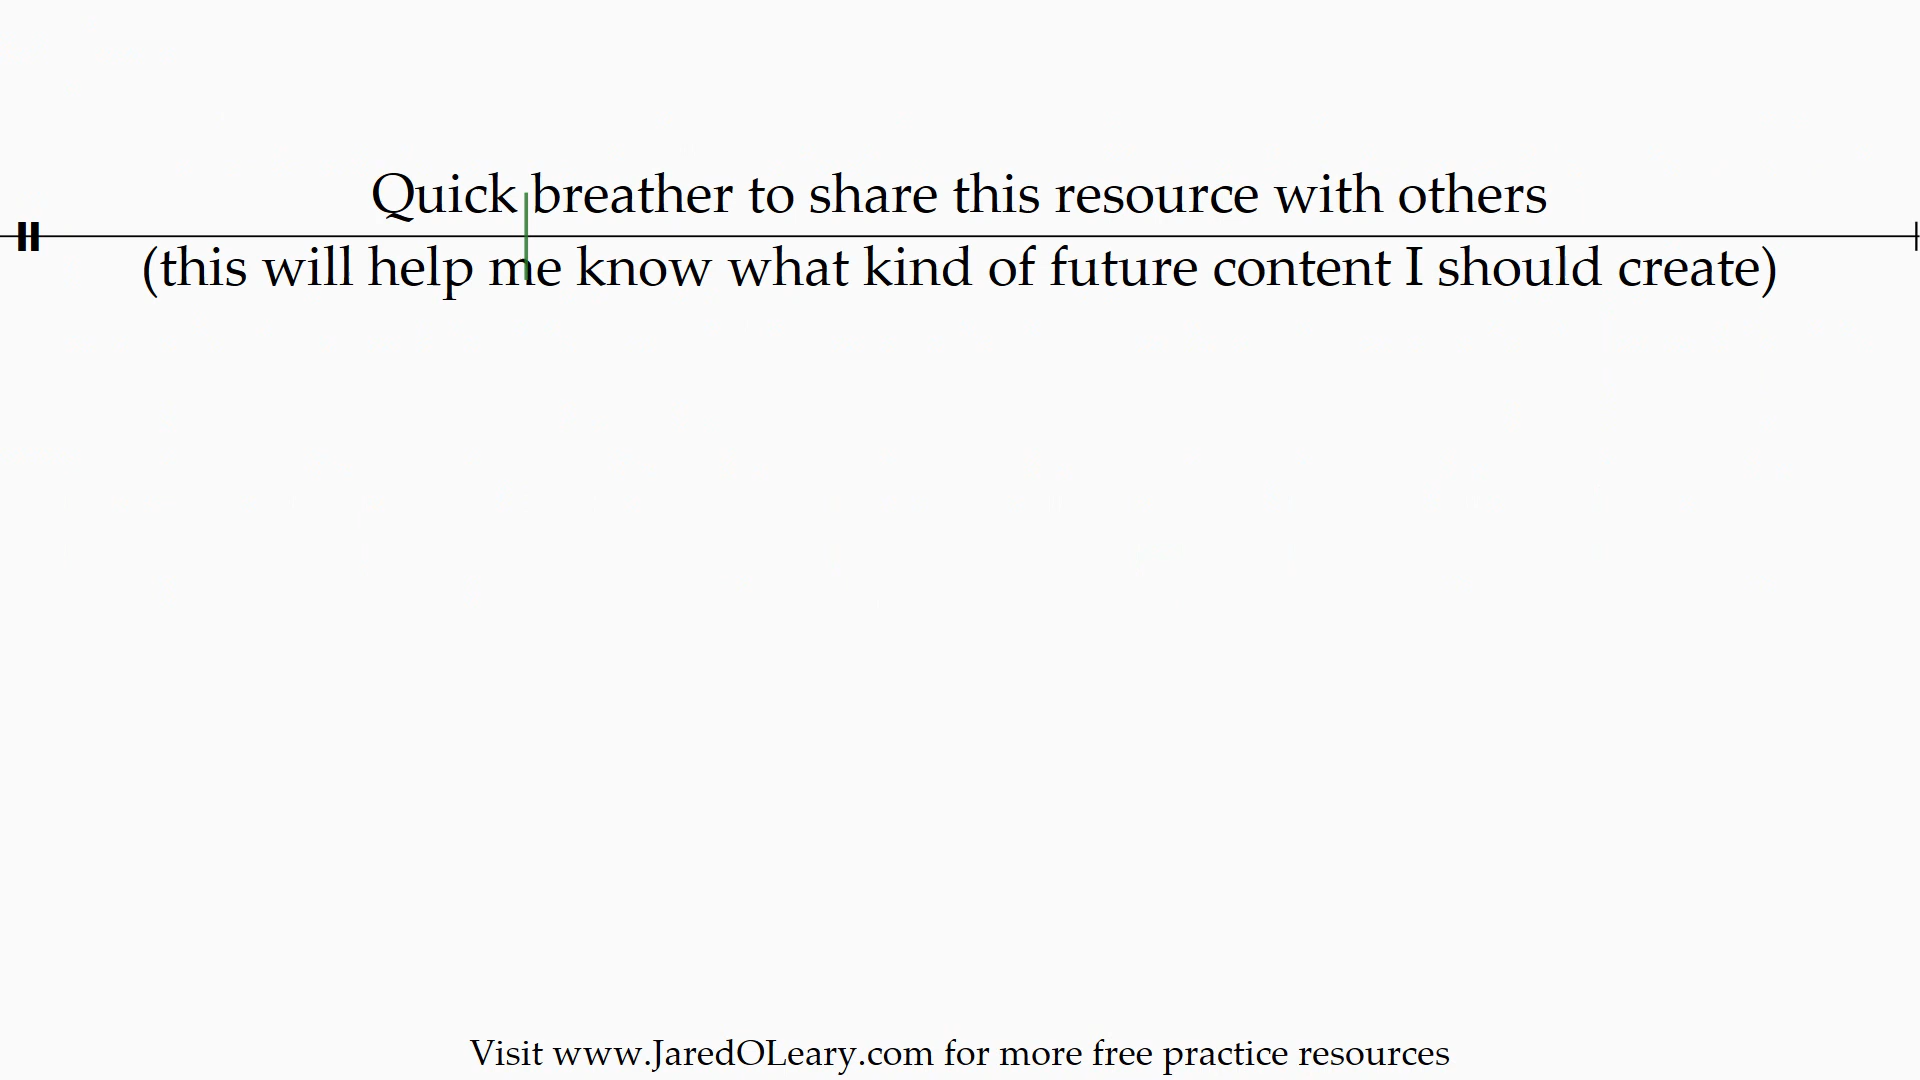 Quick breather to share this resource with others
(this will help me know what kind of future content I should create)
Visit www.JaredOLeary.com for more free practice resources